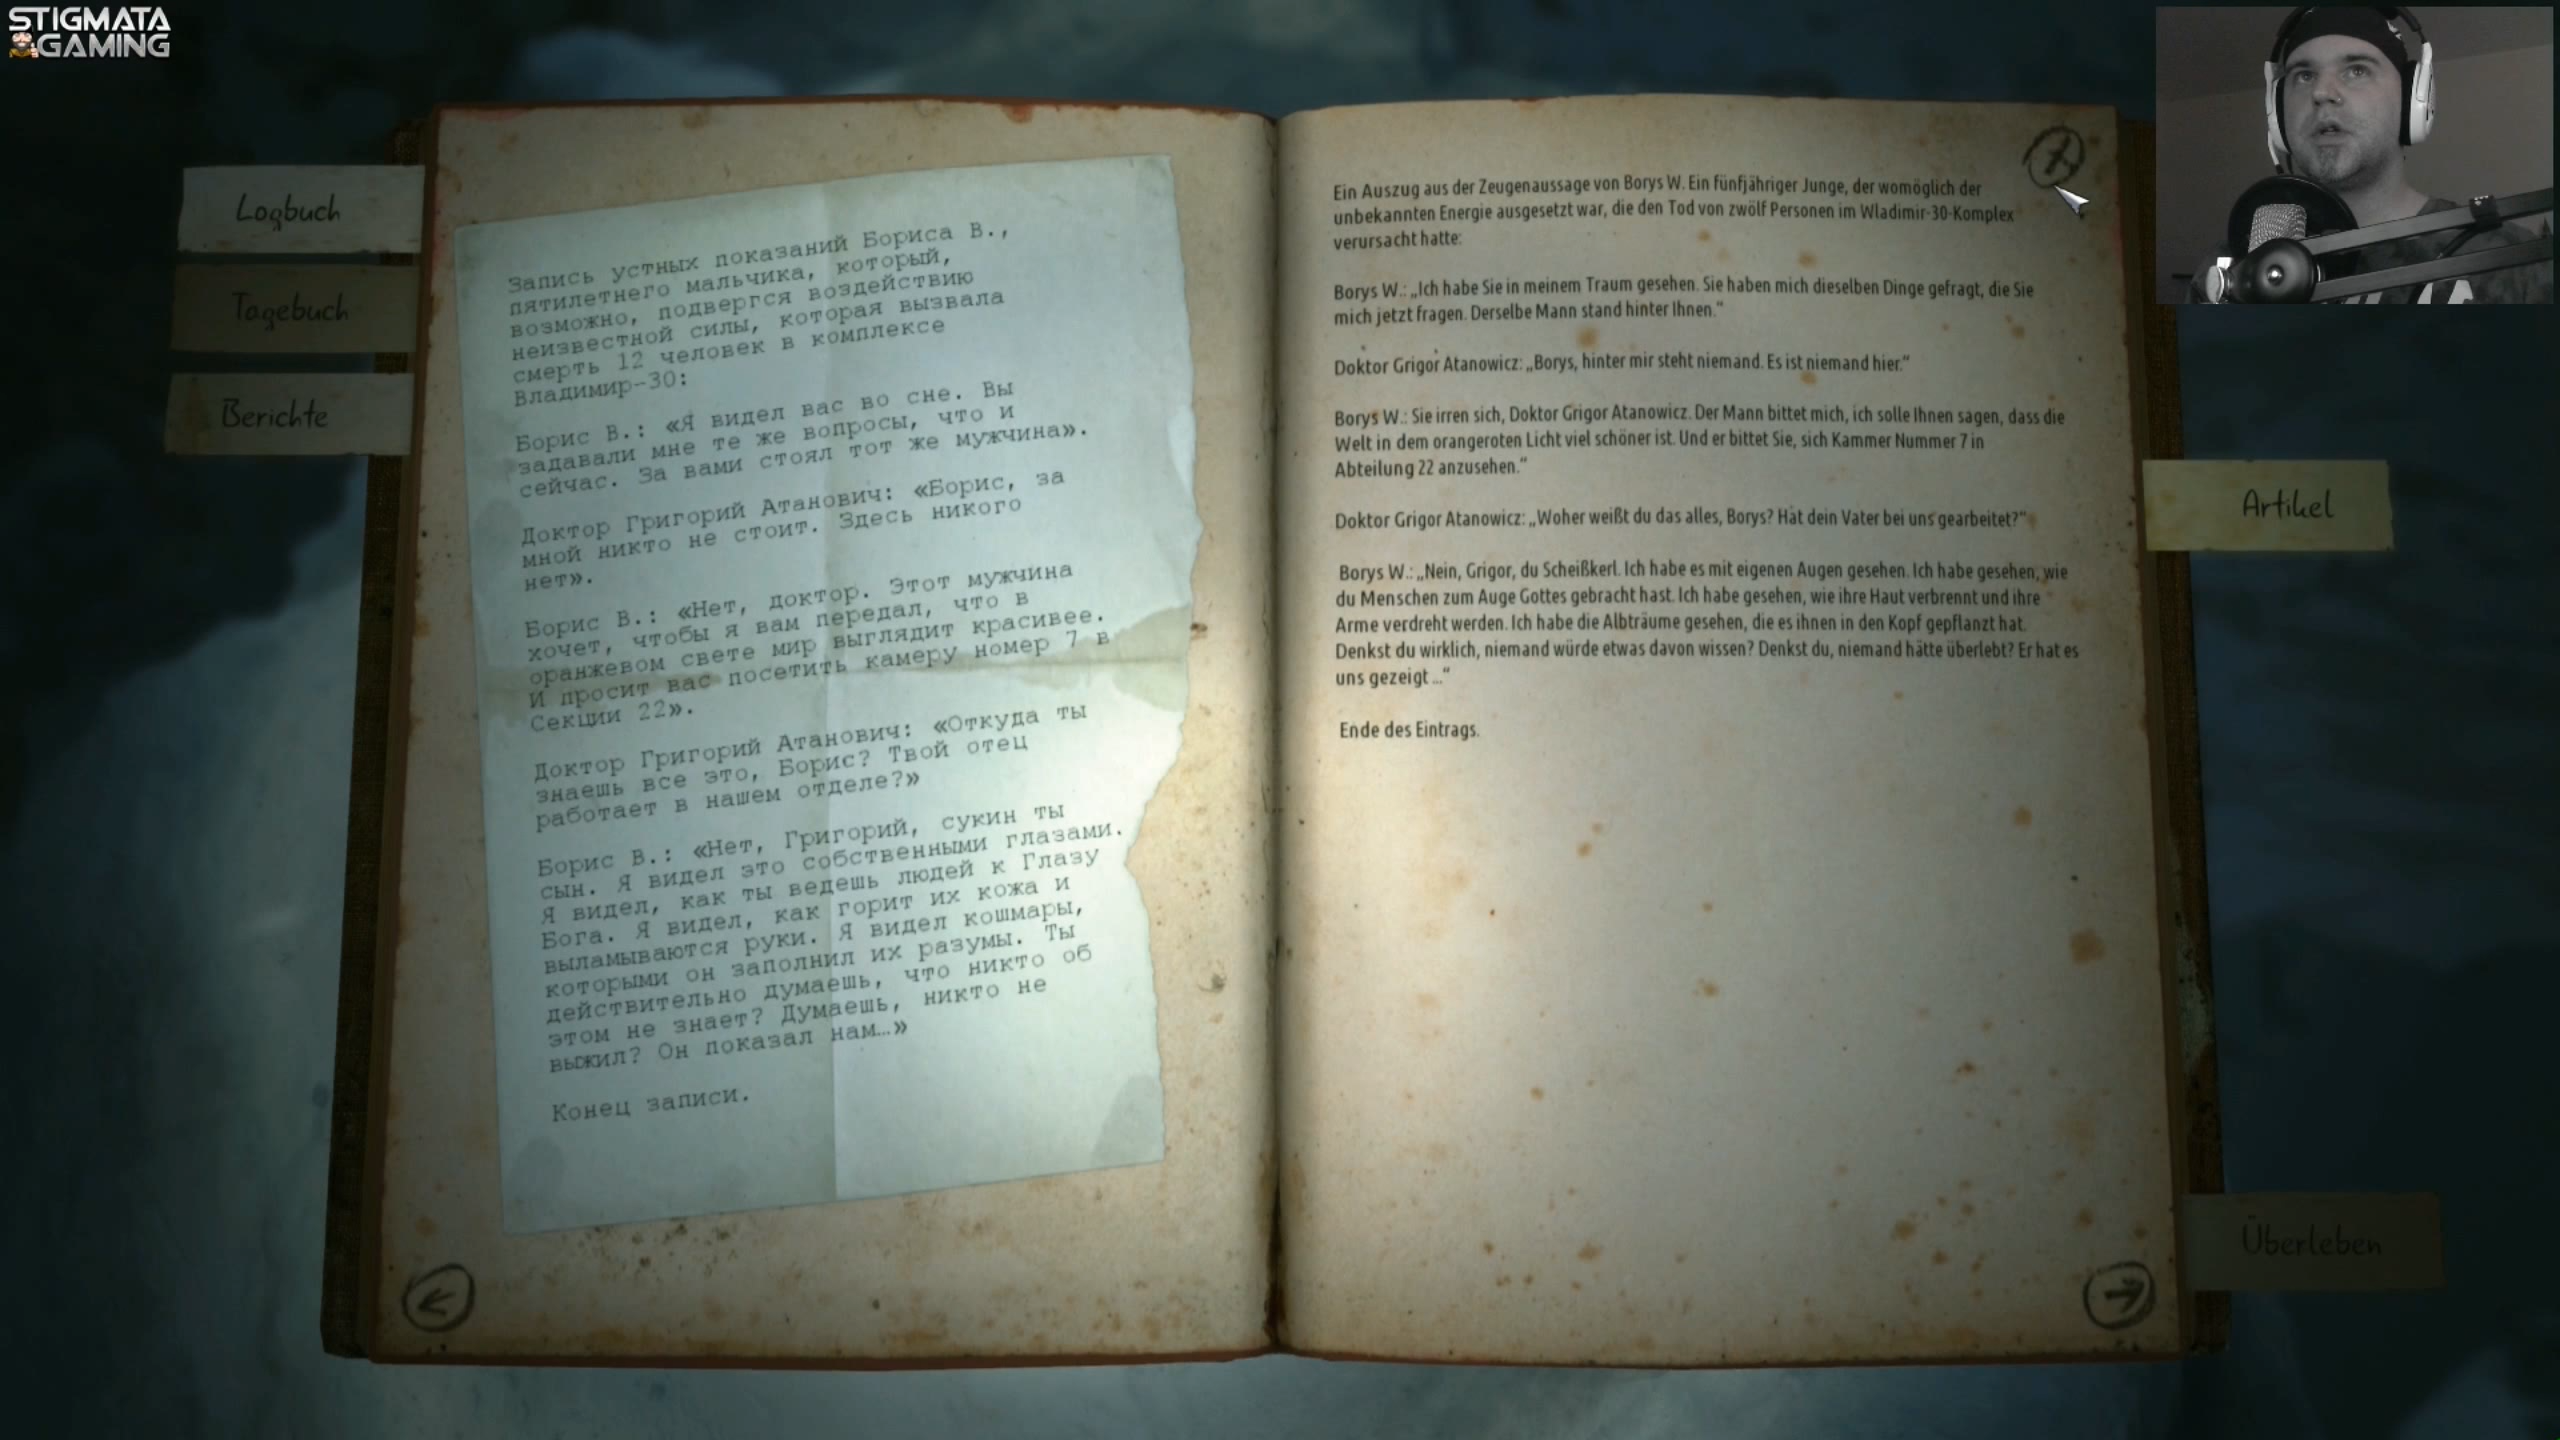 STIGMATA
GAMING
Logbuch
Tagebuch
Berichte
Запись устных показаний Бориса В.,
пятилетнего мальчика, который,
возможно, подвергся воздействию
неизвестной силы, которая вызвала
смерть 12 человек в комплексе
Владимир-30:
Борис В.: «Я видел вас во сне. Вы
задавали мне те же вопросы, что и
сейчас. За вами стоял тот же мужчина».
Доктор Григорий Атанович: «Борис, за
мной никто не стоит. Здесь никого
нет».
Борис В.: «Нет, доктор. Этот мужчина
хочет, чтобы я вам передал, что в
оранжевом свете мир выглядит красивее.
И просит вас посетить камеру номер 7 в
Секции 22».
Доктор Григорий Атанович: «Откуда ты
знаешь все это, Борис? Твой отец
работает в нашем отделе?»
Борис В.: «Нет, Григорий, сукин ты
сын. Я видел это собственными глазами.
Я видел, как ты ведешь людей к Глазу
Бога. Я видел, как горит их кожа и
выламываются руки. Я видел кошмары,
которыми он заполнил их разумы. Ты
действительно думаешь, что никто об
этом не знает? Думаешь, никто не
выжил? Он показал нам…»
Конец записи.
Ein Auszug aus der Zeugenaussage von Borys W. Ein fünfjähriger Junge, der womöglich der
unbekannten Energie ausgesetzt war, die den Tod von zwölf Personen im Wladimir-30-Komplex
verursacht hatte:
Borys W.: „Ich habe Sie in meinem Traum gesehen. Sie haben mich dieselben Dinge gefragt, die Sie
mich jetzt fragen. Derselbe Mann stand hinter Ihnen.“
Doktor Grigor Atanowicz: „Borys, hinter mir steht niemand. Es ist niemand hier.“
Borys W.: Sie irren sich, Doktor Grigor Atanowicz. Der Mann bittet mich, ich solle Ihnen sagen, dass die
Welt in dem orangeroten Licht viel schöner ist. Und er bittet Sie, sich Kammer Nummer 7 in
Abteilung 22 anzusehen.“
Doktor Grigor Atanowicz: „Woher weißt du das alles, Borys? Hat dein Vater bei uns gearbeitet?“
Borys W.: „Nein, Grigor, du Scheißkerl. Ich habe es mit eigenen Augen gesehen. Ich habe gesehen, wie
du Menschen zum Auge Gottes gebracht hast. Ich habe gesehen, wie ihre Haut verbrennt und ihre
Arme verdreht werden. Ich habe die Albträume gesehen, die es ihnen in den Kopf gepflanzt hat.
Denkst du wirklich, niemand würde etwas davon wissen? Denkst du, niemand hätte überlebt? Er hat es
uns gezeigt ...“
Ende des Eintrags.
Artikel
Überleben